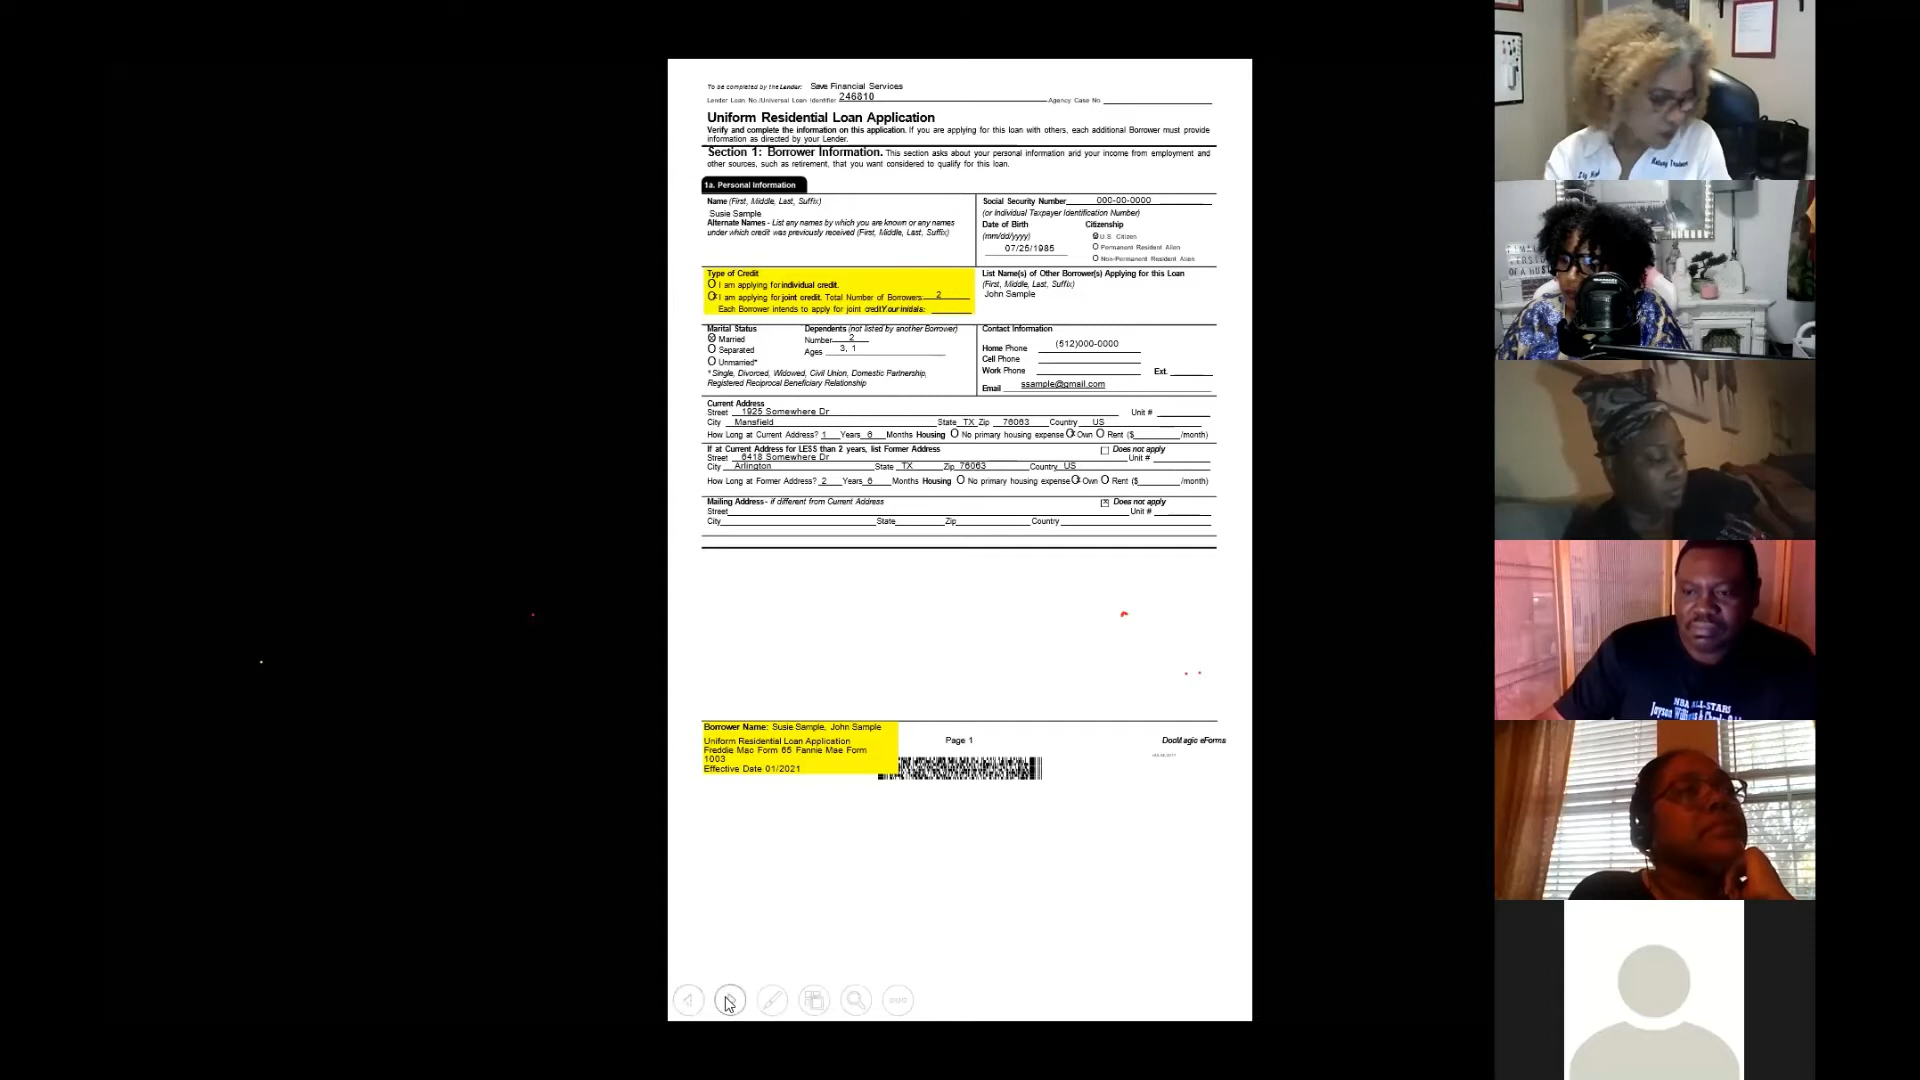 To be completed by the Lender: Save Financial Services
Lender Loan No./Universal Loan Identifier 246810 Agency Case No.
Uniform Residential Loan Application
Verify and complete the information on this application. If you are applying for this loan with others, each additional Borrower must provide
information as directed by your Lender.
Section 1: Borrower Information. This section asks about your personal information and your income from employment and
other sources, such as retirement, that you want considered to qualify for this loan.
1a. Personal Information
Name (First, Middle, Last, Suffix)
Susie Sample
Alternate Names - List any names by which you are known or any names
under which credit was previously received (First, Middle, Last, Suffix)
Social Security Number 000-00-0000
(or Individual Taxpayer Identification Number)
Date of Birth Citizenship
(mm/dd/yyyy) U.S. Citizen
07/25/1985 Permanent Resident Alien
Non-Permanent Resident Alien
Type of Credit
I am applying for individual credit.
I am applying for joint credit. Total Number of Borrowers: 2
Each Borrower intends to apply for joint credit. Your initials:
List Name(s) of Other Borrower(s) Applying for this Loan
(First, Middle, Last, Suffix)
John Sample
Marital Status Dependents (not listed by another Borrower)
Married Number 2
Separated Ages 3, 1
Unmarried*
*Single, Divorced, Widowed, Civil Union, Domestic Partnership,
Registered Reciprocal Beneficiary Relationship
Contact Information
Home Phone (512)000-0000
Cell Phone
Work Phone Ext.
Email ssample@gmail.com
Current Address
Street 1925 Somewhere Dr Unit #
City Mansfield State TX Zip 76063 Country US
How Long at Current Address? 1 Years 6 Months Housing No primary housing expense X Own Rent ($ /month)
If at Current Address for LESS than 2 years, list Former Address Does not apply
Street 6418 Somewhere Dr Unit #
City Arlington State TX Zip 76063 Country US
How Long at Former Address? 2 Years 6 Months Housing No primary housing expense X Own Rent ($ /month)
Mailing Address - if different from Current Address X Does not apply
Street Unit #
City State Zip Country
Borrower Name: Susie Sample, John Sample
Uniform Residential Loan Application
Freddie Mac Form 65 Fannie Mae Form
1003
Effective Date 01/2021
Page 1
DocMagic eForms